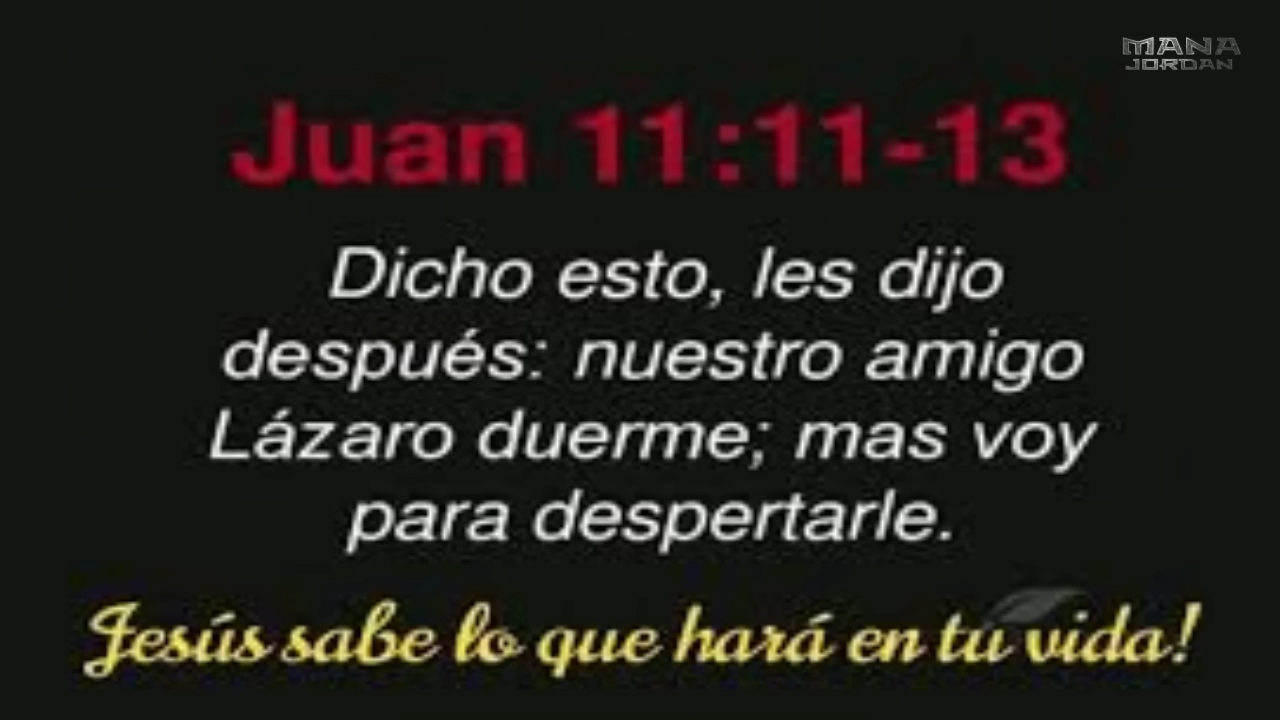 MANA
JORDAN
Juan 11:11-13
Dicho esto, les dijo
después: nuestro amigo
Lázaro duerme; mas voy
para despertarle.
Jesús sabe lo que hará en tu vida!